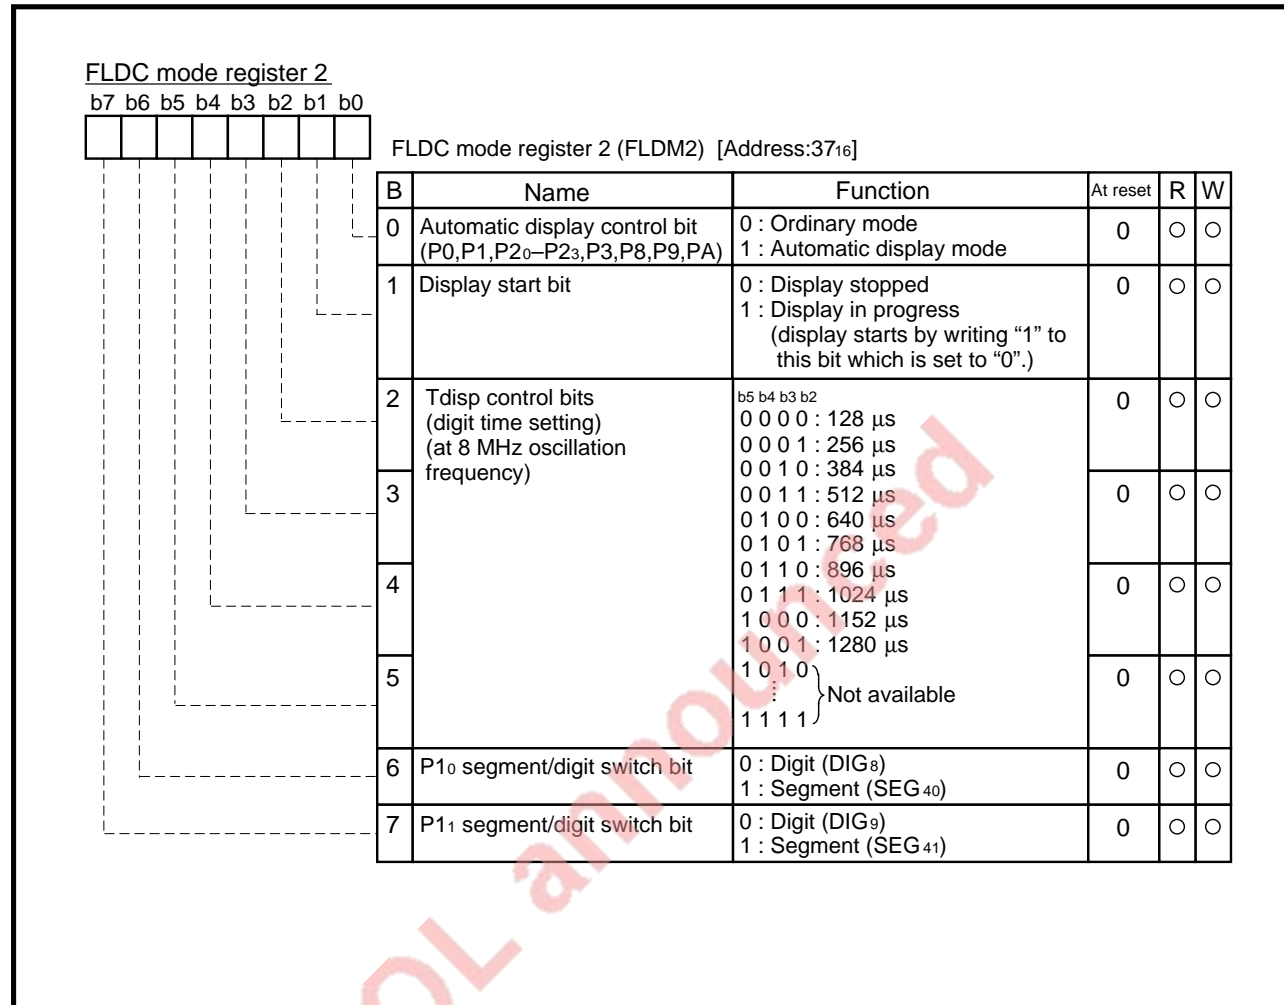 FLDC mode register 2
b7 b6 b5 b4 b3 b2 b1 b0
FLDC mode register 2 (FLDM2) [Address:37₁₆]
B Name Function At reset R W
0 Automatic display control bit 0 : Ordinary mode 0 ○ ○
(P0,P1,P2₀–P2₃,P3,P8,P9,PA) 1 : Automatic display mode
1 Display start bit 0 : Display stopped 0 ○ ○
1 : Display in progress
(display starts by writing “1” to
this bit which is set to “0”.)
2 Tdisp control bits b5 b4 b3 b2 0 ○ ○
(digit time setting) 0 0 0 0 : 128 µs
(at 8 MHz oscillation 0 0 0 1 : 256 µs
frequency) 0 0 1 0 : 384 µs
3 0 0 1 1 : 512 µs 0 ○ ○
0 1 0 0 : 640 µs
0 1 0 1 : 768 µs
4 0 1 1 0 : 896 µs 0 ○ ○
0 1 1 1 : 1024 µs
1 0 0 0 : 1152 µs
1 0 0 1 : 1280 µs
5 1 0 1 0 0 ○ ○
⋮ Not available
1 1 1 1
6 P1₀ segment/digit switch bit 0 : Digit (DIG₈) 0 ○ ○
1 : Segment (SEG₄₀)
7 P1₁ segment/digit switch bit 0 : Digit (DIG₉) 0 ○ ○
1 : Segment (SEG₄₁)
OL announced